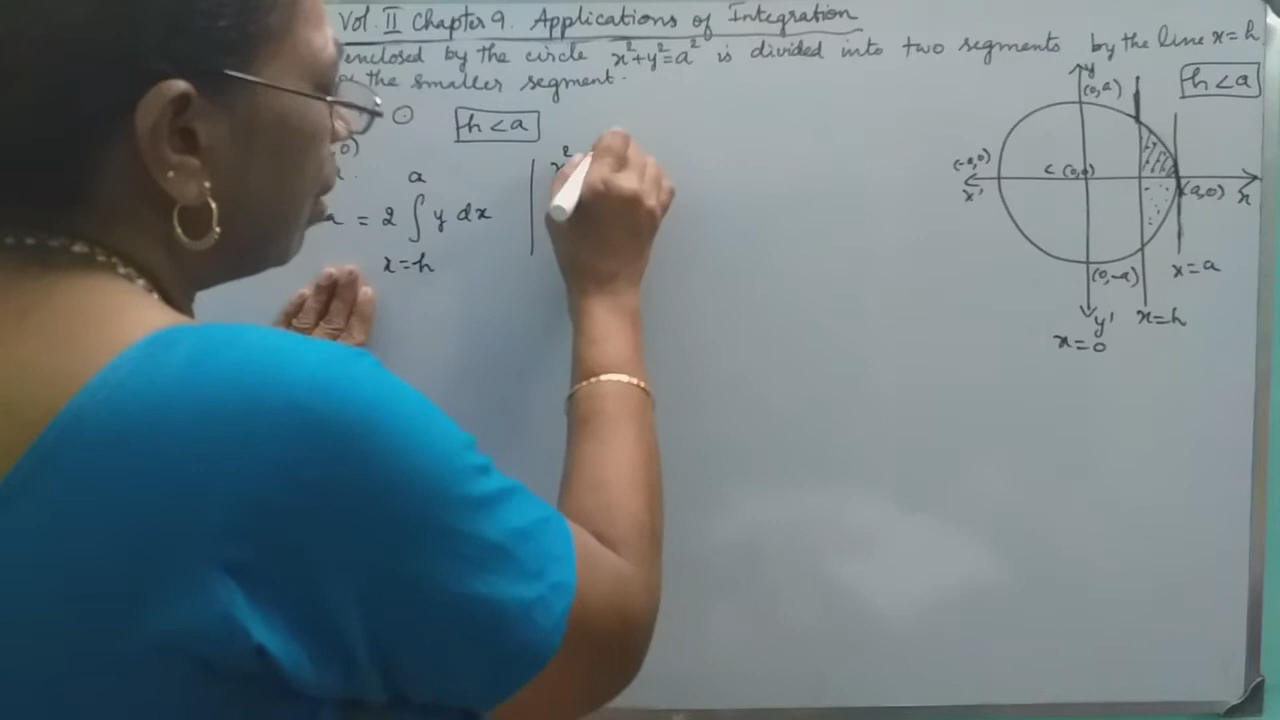 Vol. II Chapter 9. Applications of Integration
enclosed by the circle x²+y²=a² is divided into two segments by the line x=h
the smaller segment.
h<a
h<a
= 2 ∫ y dx
a
x=h
x²
y
(0,a)
(-a,0)
(0,0)
(a,0)
x'
x
(0,-a)
x=a
y'
x=h
x=0